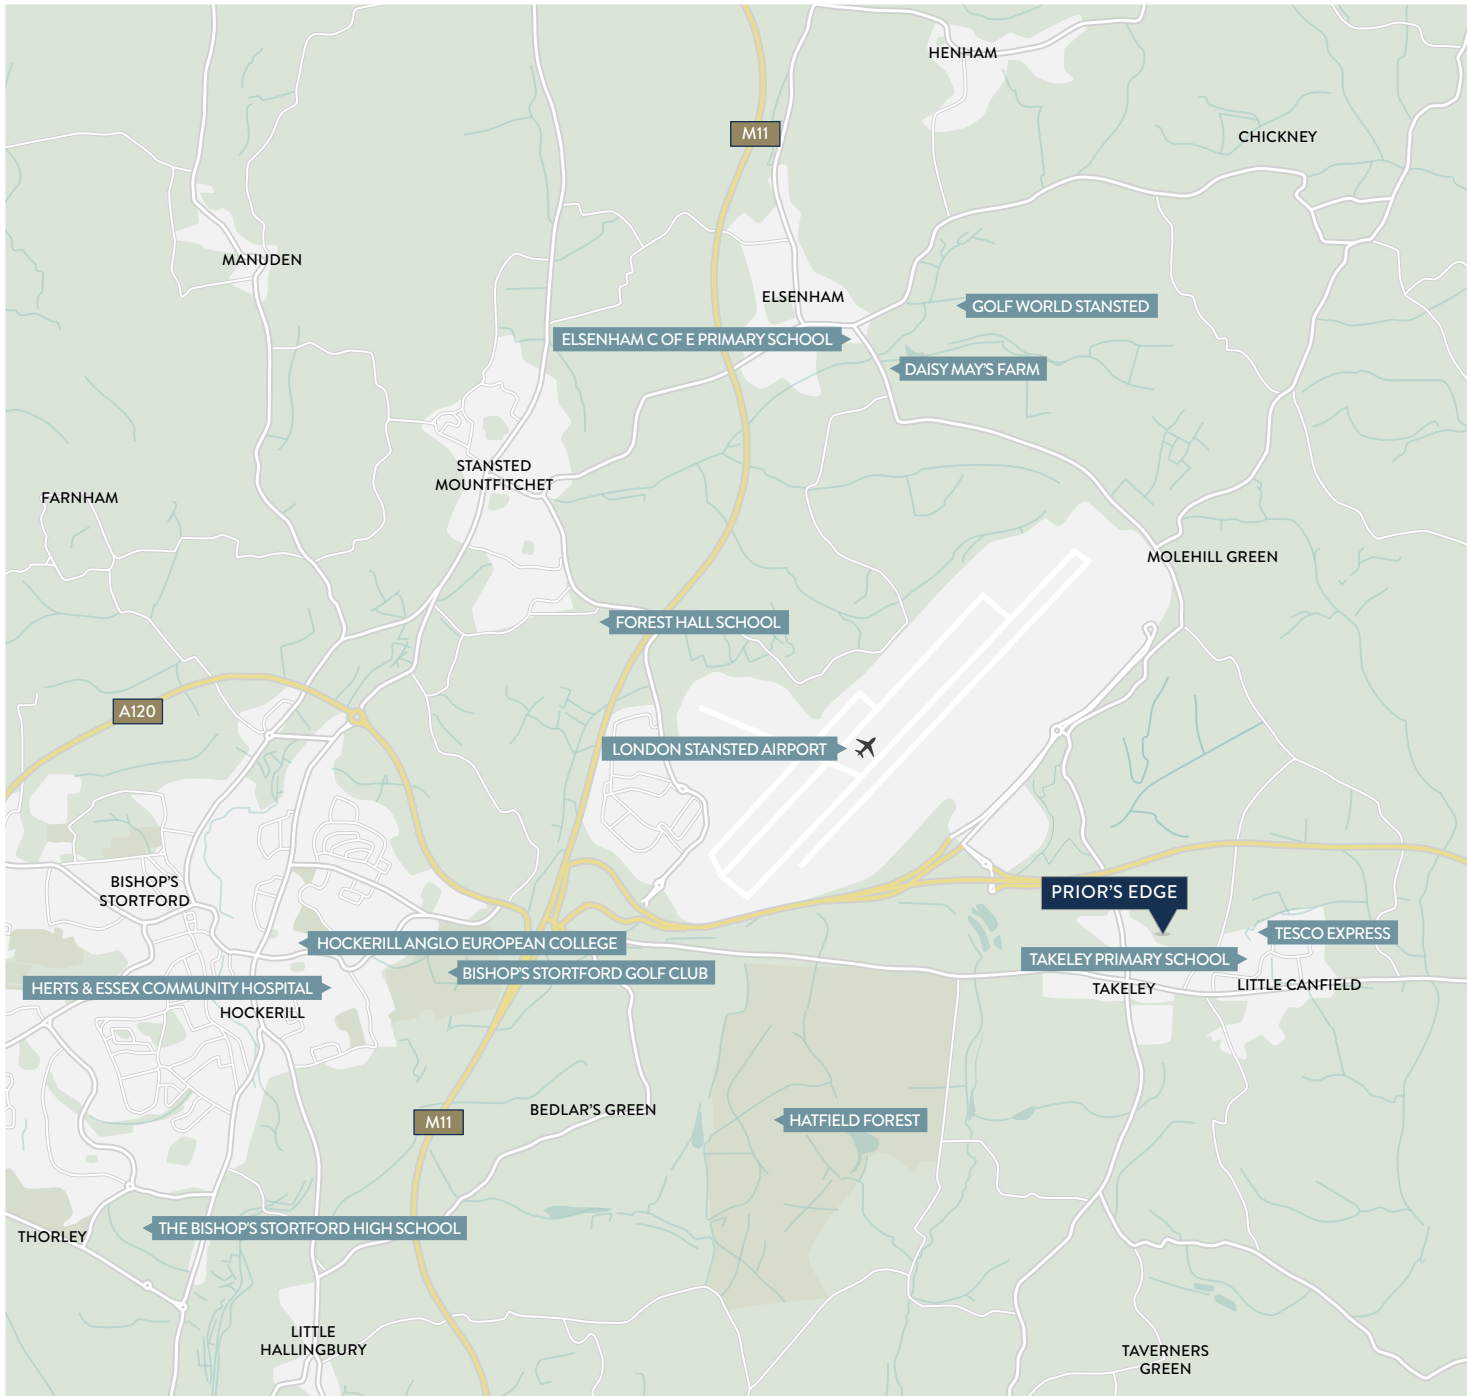 HENHAM
M11
CHICKNEY
MANUDEN
ELSENHAM
GOLF WORLD STANSTED
ELSENHAM C OF E PRIMARY SCHOOL
DAISY MAY'S FARM
STANSTED
MOUNTFITCHET
FARNHAM
MOLEHILL GREEN
FOREST HALL SCHOOL
A120
LONDON STANSTED AIRPORT
BISHOP'S
STORTFORD
PRIOR'S EDGE
TESCO EXPRESS
HOCKERILL ANGLO EUROPEAN COLLEGE
TAKELEY PRIMARY SCHOOL
BISHOP'S STORTFORD GOLF CLUB
HERTS & ESSEX COMMUNITY HOSPITAL
TAKELEY
LITTLE CANFIELD
HOCKERILL
BEDLAR'S GREEN
M11
HATFIELD FOREST
THE BISHOP'S STORTFORD HIGH SCHOOL
THORLEY
LITTLE
HALLINGBURY
TAVERNERS
GREEN